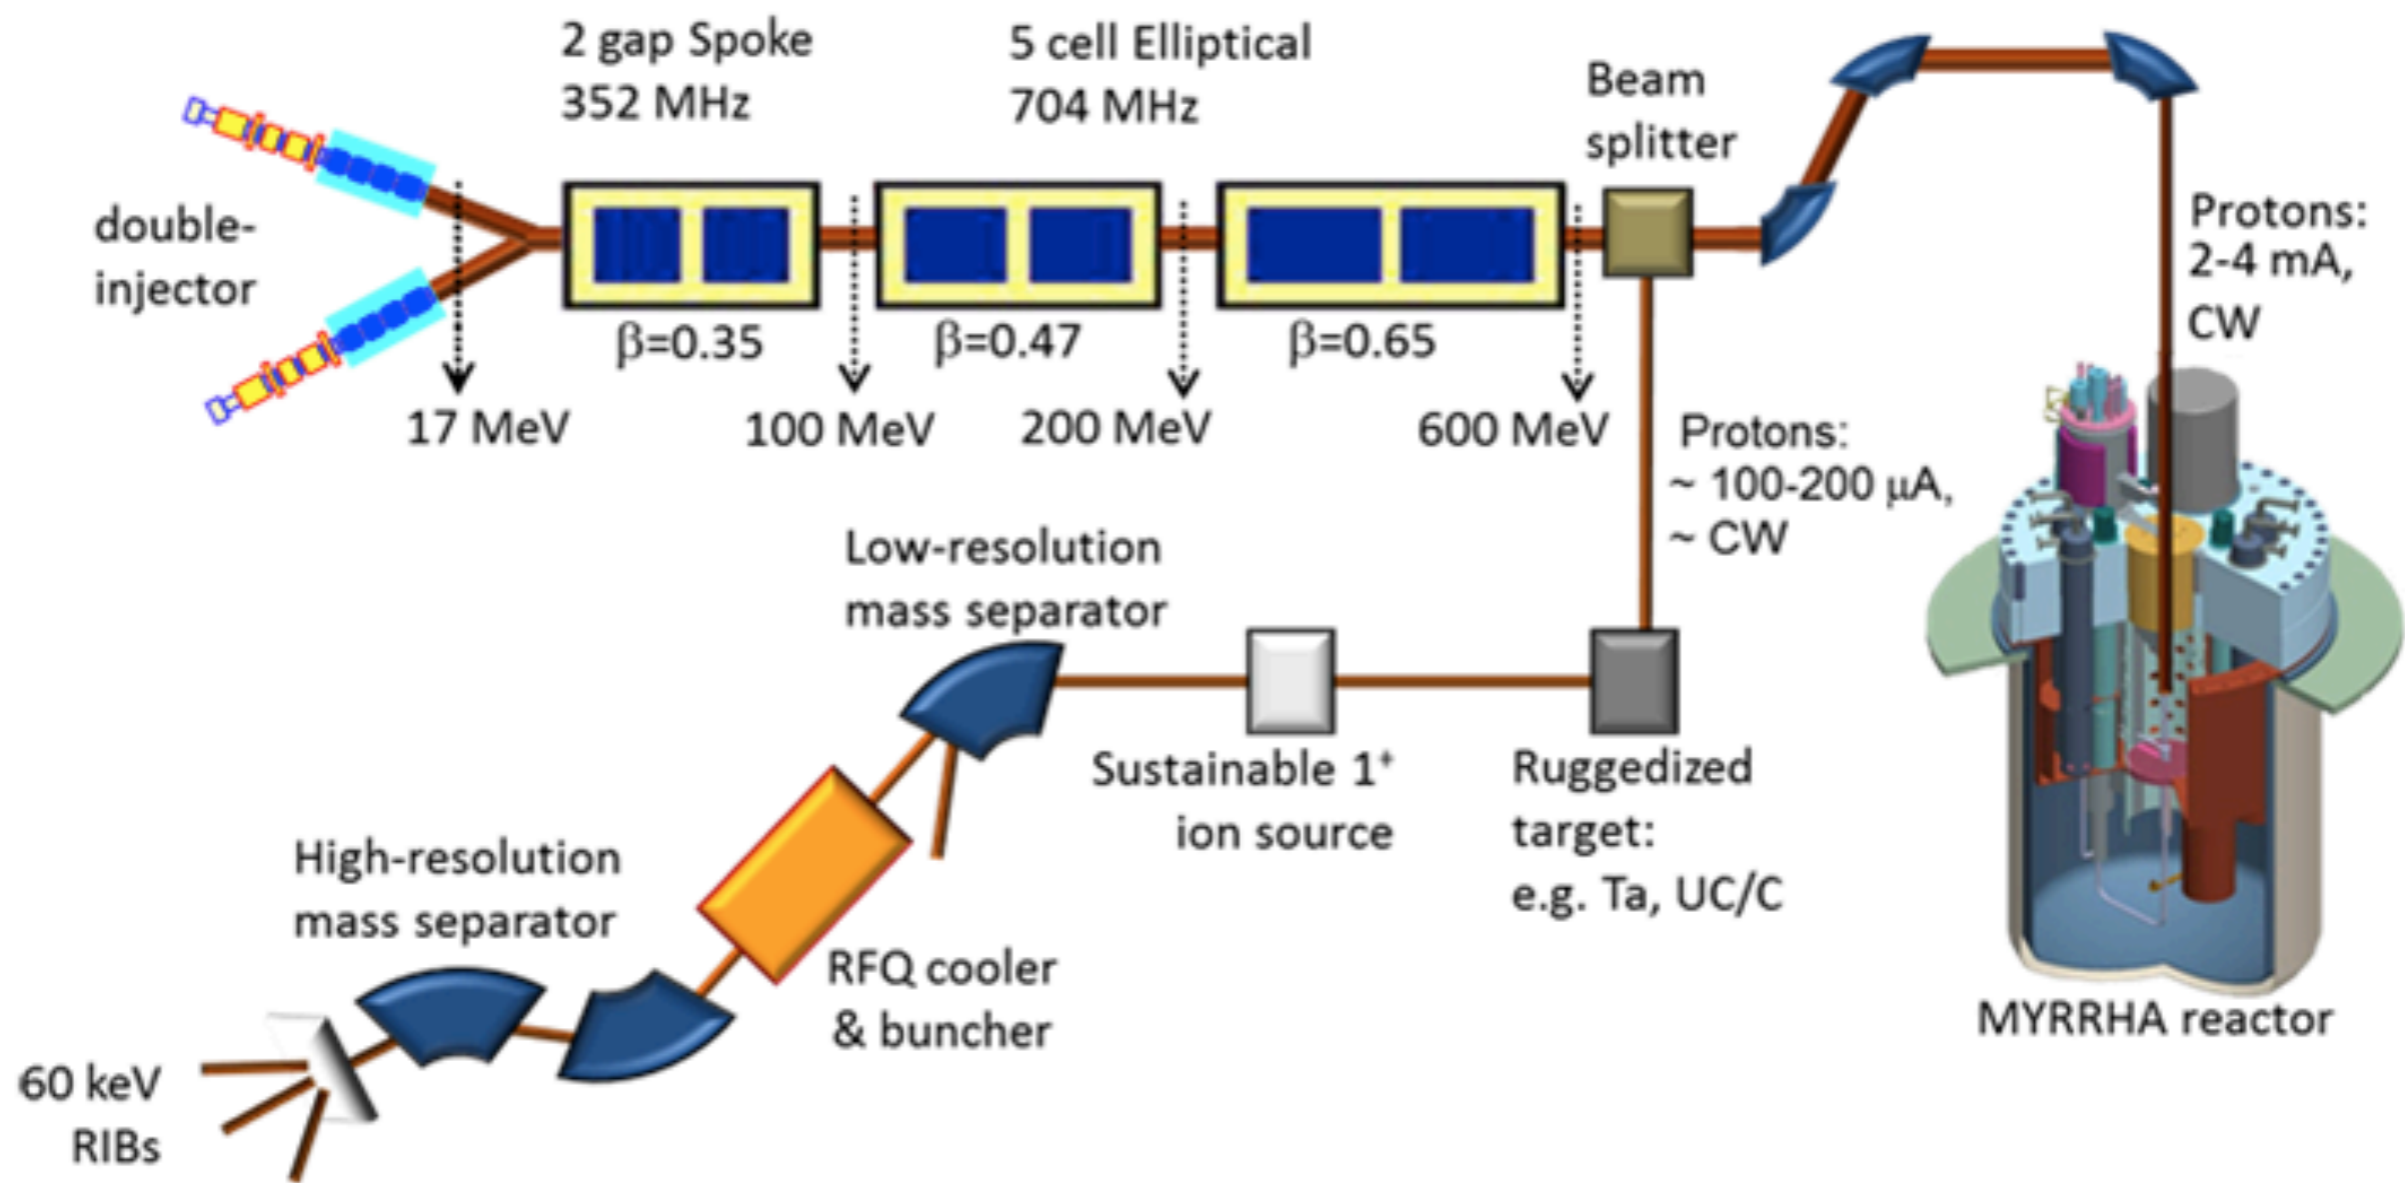 2 gap Spoke
352 MHz
5 cell Elliptical
704 MHz
Beam
splitter
double-
injector
Protons:
2-4 mA,
CW
β=0.35
β=0.47
β=0.65
17 MeV
100 MeV
200 MeV
600 MeV
Protons:
~ 100-200 μA,
~ CW
Low-resolution
mass separator
Sustainable 1⁺
ion source
Ruggedized
target:
e.g. Ta, UC/C
High-resolution
mass separator
RFQ cooler
& buncher
MYRRHA reactor
60 keV
RIBs